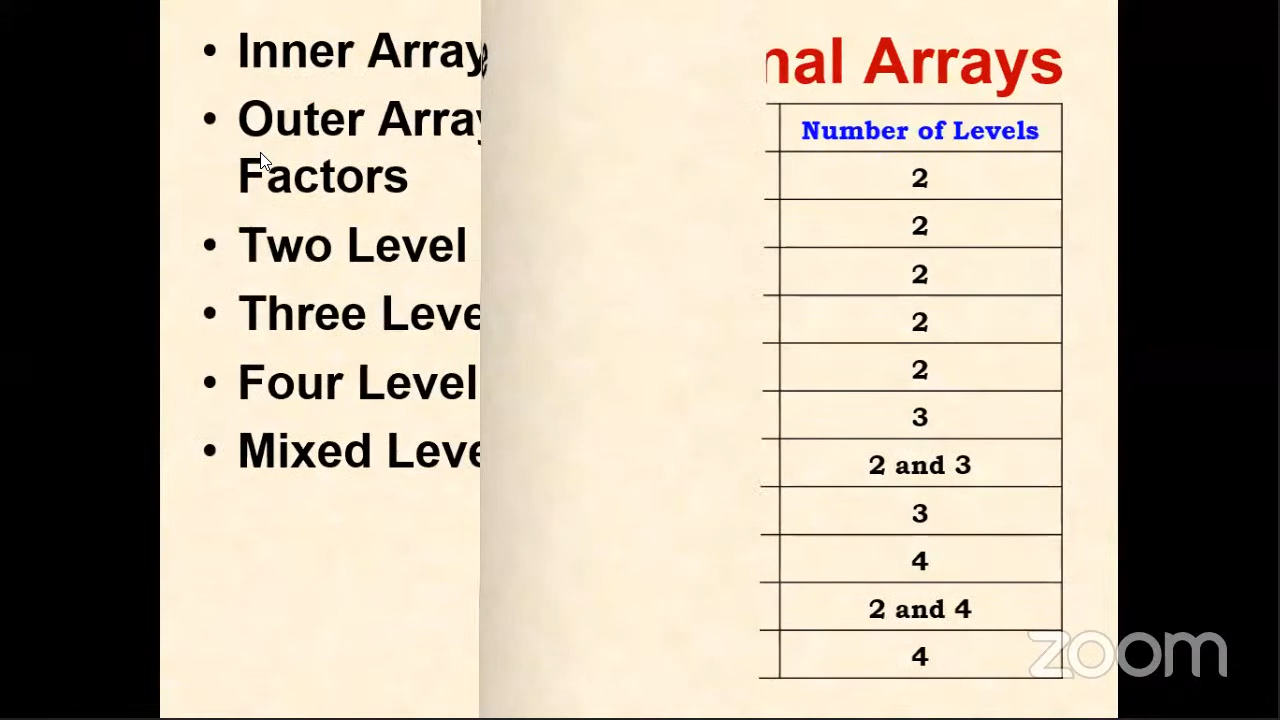 • Inner Array
• Outer Array
Factors
• Two Level
• Three Leve
• Four Level
• Mixed Leve
nal Arrays
Number of Levels
2
2
2
2
2
3
2 and 3
3
4
2 and 4
4
zoom